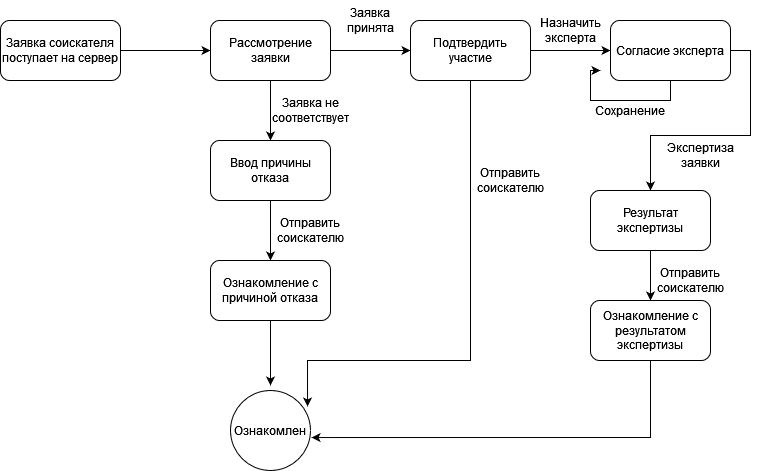 Заявка соискателя
поступает на сервер
Рассмотрение
заявки
Заявка
принята
Подтвердить
участие
Назначить
эксперта
Согласие эксперта
Сохранение
Заявка не
соответствует
Ввод причины
отказа
Отправить
соискателю
Ознакомление с
причиной отказа
Отправить
соискателю
Экспертиза
заявки
Результат
экспертизы
Отправить
соискателю
Ознакомление с
результатом
экспертизы
Ознакомлен